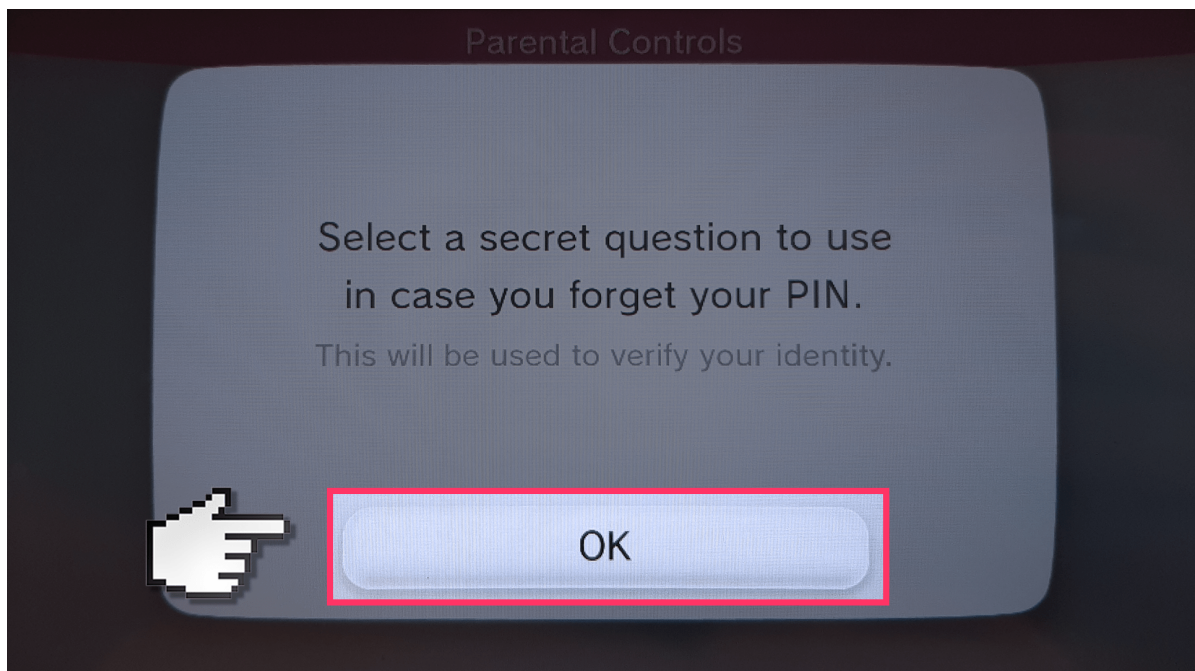 Parental Controls
Select a secret question to use
in case you forget your PIN.
This will be used to verify your identity.
OK